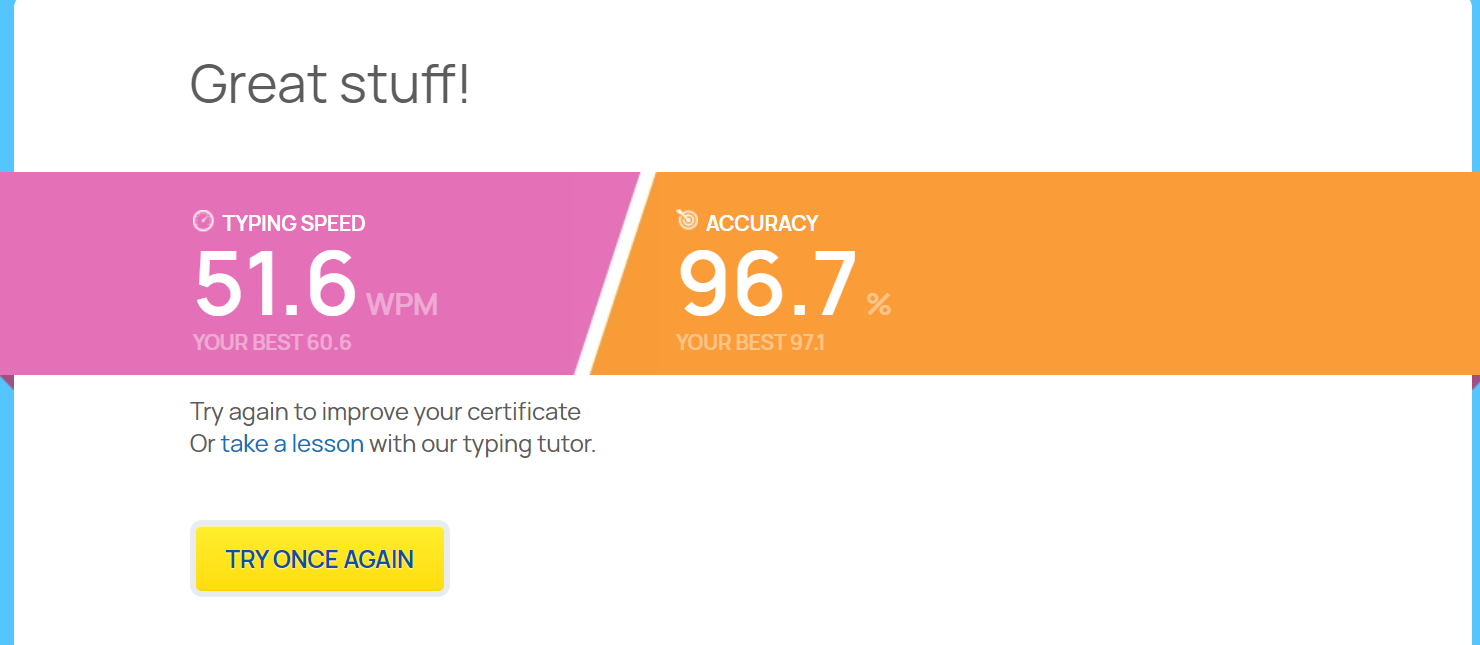 Great stuff!
TYPING SPEED
51.6 WPM
YOUR BEST 60.6
ACCURACY
96.7 %
YOUR BEST 97.1
Try again to improve your certificate
Or take a lesson with our typing tutor.
TRY ONCE AGAIN